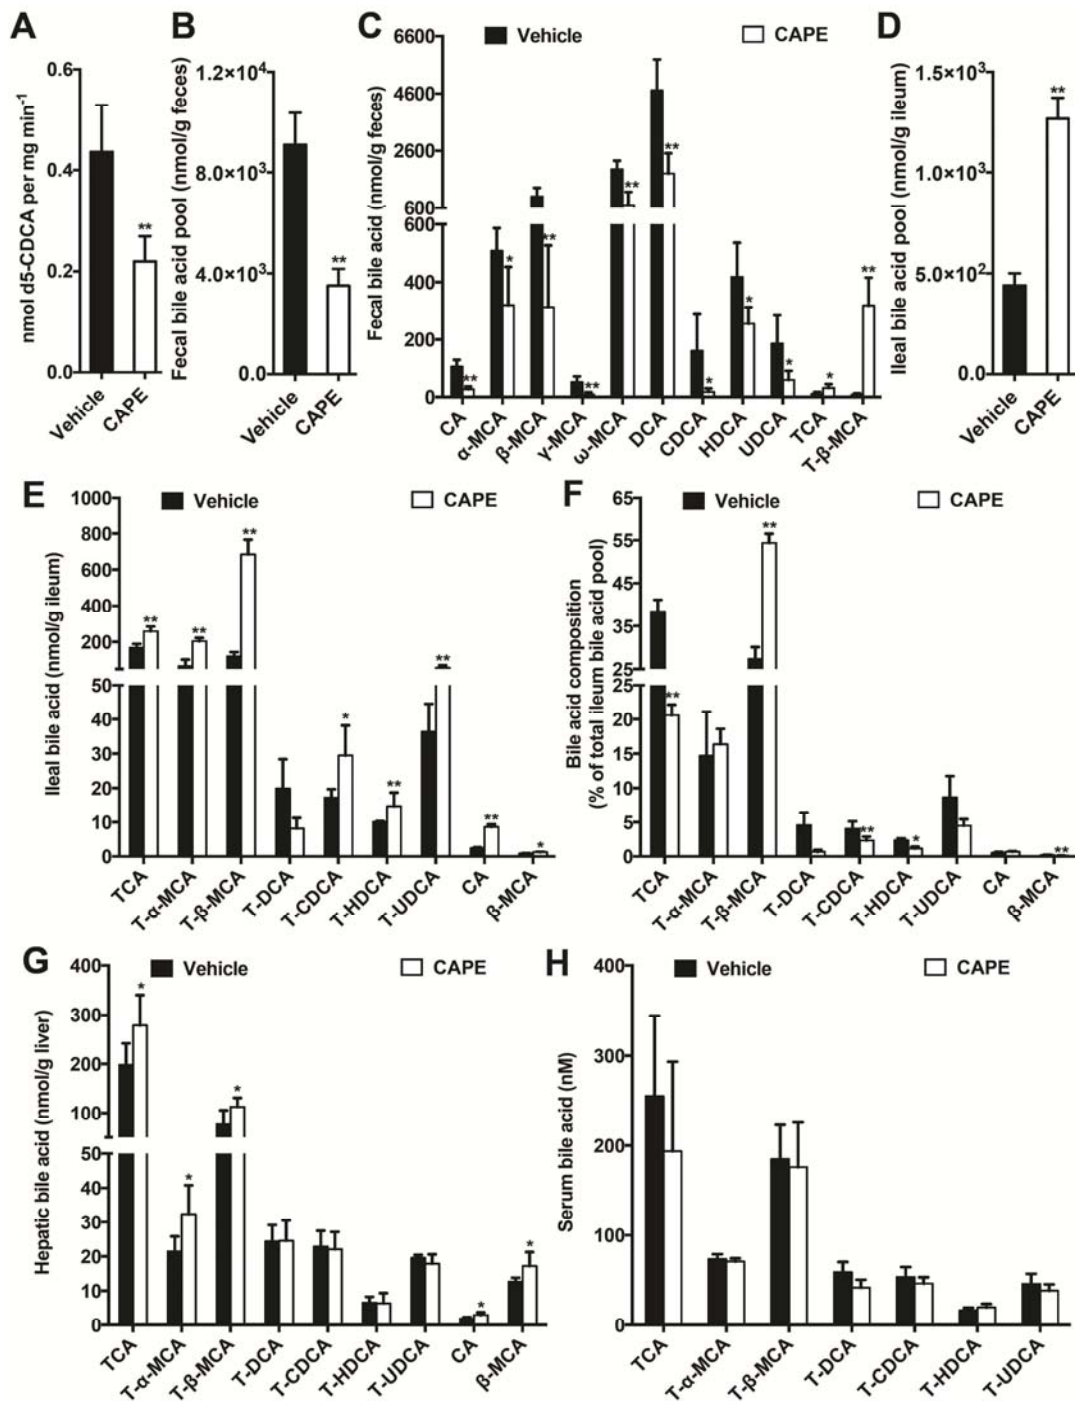 A
nmol d5-CDCA per mg min⁻¹
0.6
0.4
0.2
0.0
**
Vehicle
CAPE
B
Fecal bile acid pool (nmol/g feces)
1.2×10⁴
8.0×10³
4.0×10³
0.0
**
Vehicle
CAPE
C
Vehicle
CAPE
Fecal bile acid (nmol/g feces)
6600
4600
2600
600
600
400
200
0
**
*
**
**
**
**
*
*
*
*
**
CA
α-MCA
β-MCA
γ-MCA
ω-MCA
DCA
CDCA
HDCA
UDCA
TCA
T-β-MCA
D
Ileal bile acid pool (nmol/g ileum)
1.5×10³
1.0×10³
5.0×10²
0.0
**
Vehicle
CAPE
E
Vehicle
CAPE
Ileal bile acid (nmol/g ileum)
1000
800
600
400
200
50
40
30
20
10
0
**
**
**
*
**
**
**
*
TCA
T-α-MCA
T-β-MCA
T-DCA
T-CDCA
T-HDCA
T-UDCA
CA
β-MCA
F
Vehicle
CAPE
Bile acid composition
(% of total ileum bile acid pool)
65
55
45
35
25
25
20
15
10
5
0
**
**
**
*
**
TCA
T-α-MCA
T-β-MCA
T-DCA
T-CDCA
T-HDCA
T-UDCA
CA
β-MCA
G
Vehicle
CAPE
Hepatic bile acid (nmol/g liver)
400
300
200
100
50
40
30
20
10
0
*
*
*
*
*
TCA
T-α-MCA
T-β-MCA
T-DCA
T-CDCA
T-HDCA
T-UDCA
CA
β-MCA
H
Vehicle
CAPE
Serum bile acid (nM)
400
300
200
100
0
TCA
T-α-MCA
T-β-MCA
T-DCA
T-CDCA
T-HDCA
T-UDCA